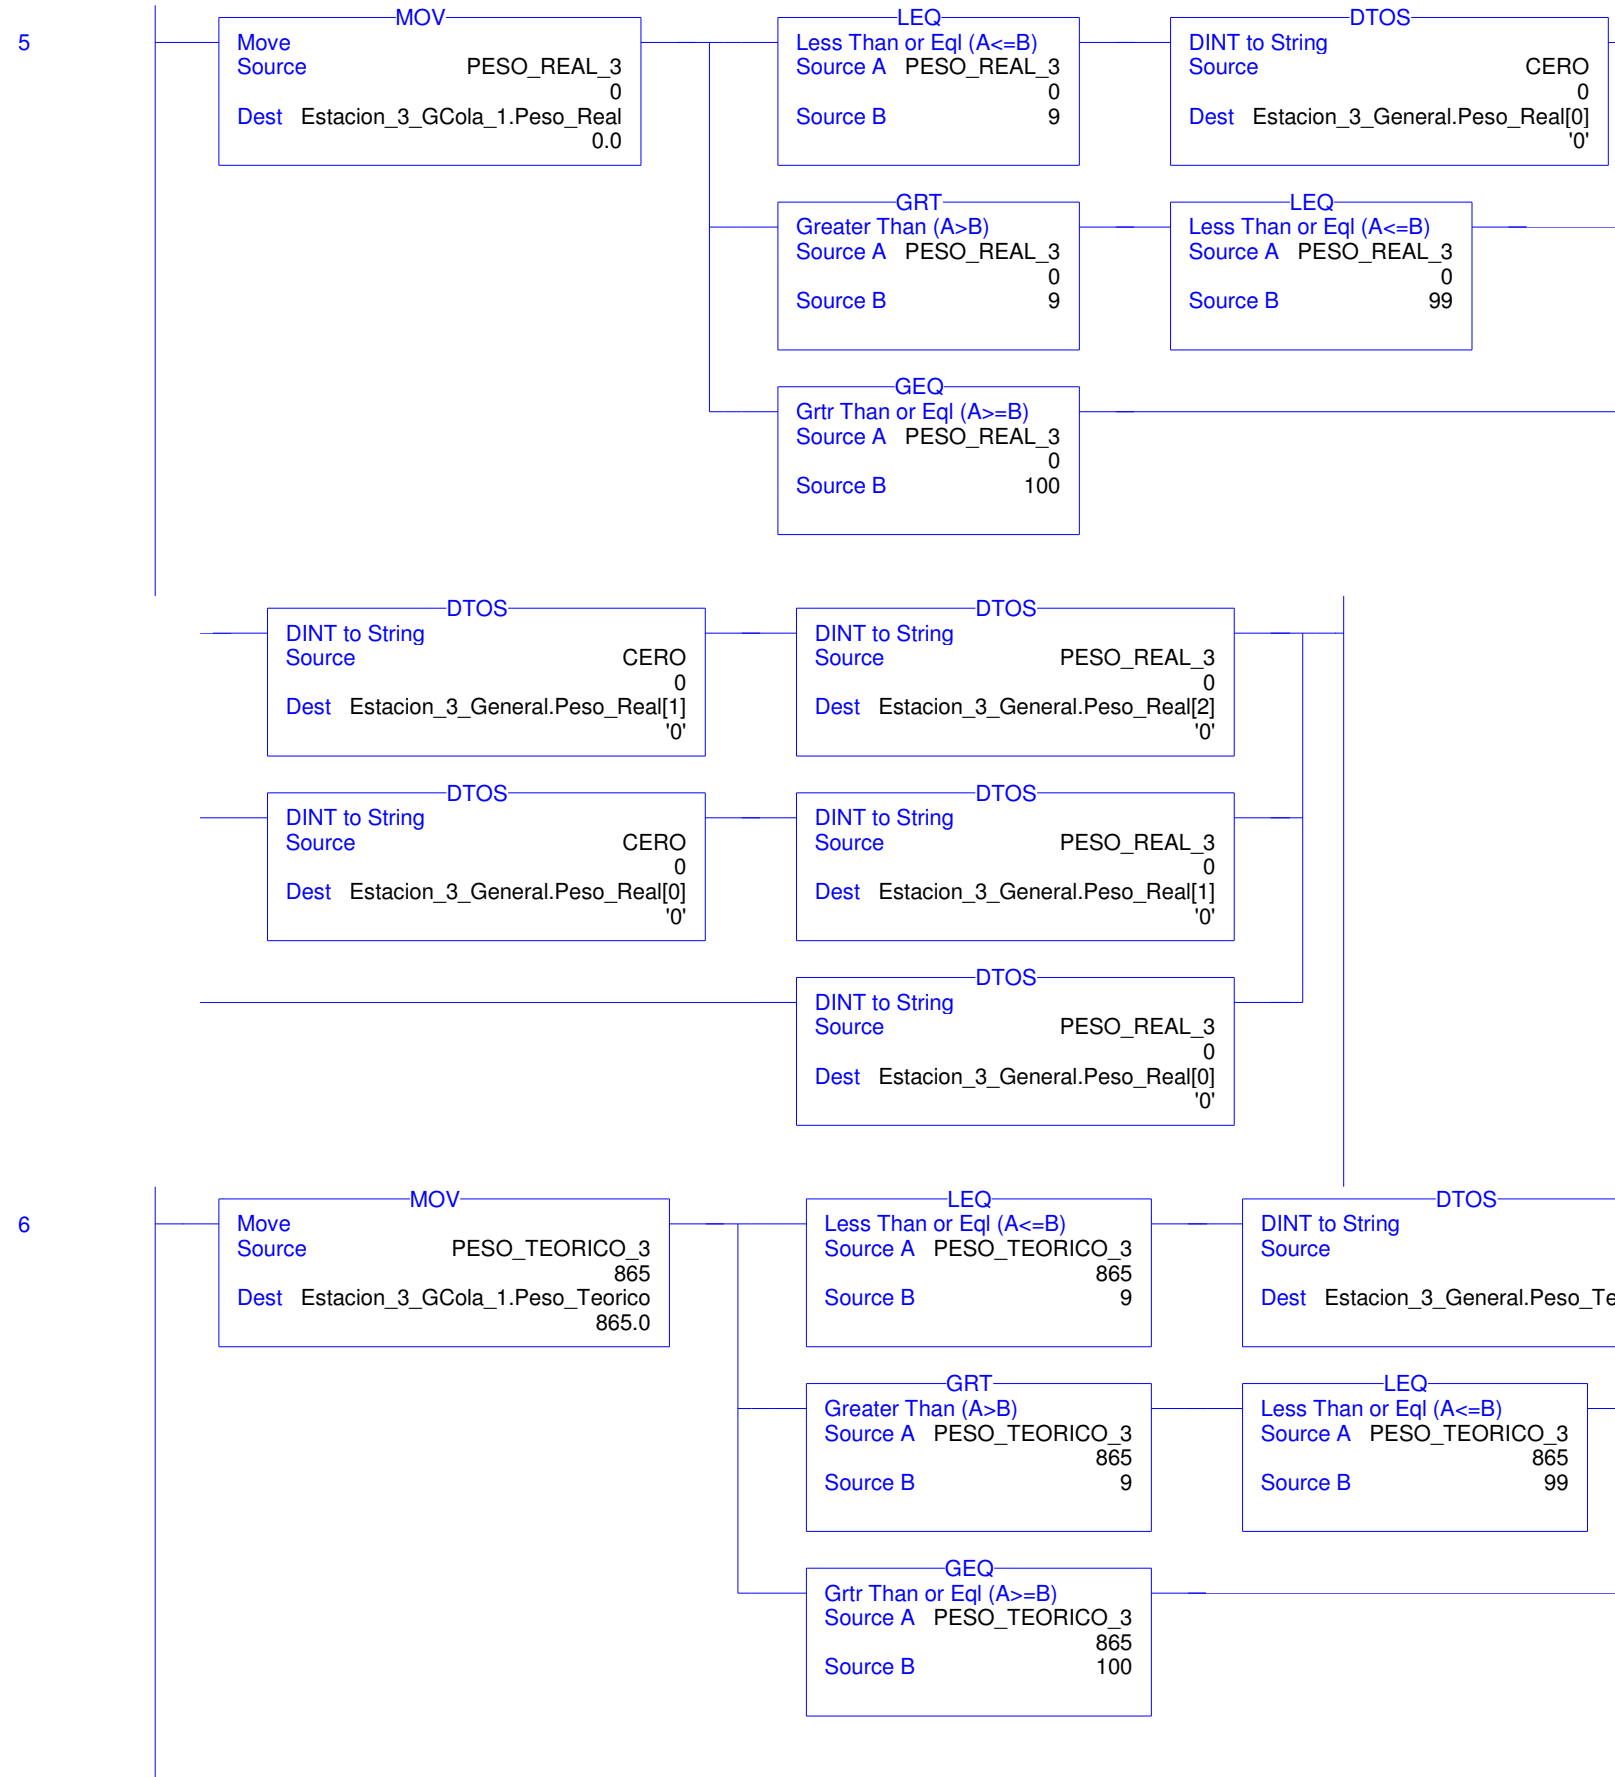 5
MOV
Move
Source PESO_REAL_3
0
Dest Estacion_3_GCola_1.Peso_Real
0.0
LEQ
Less Than or Eql (A<=B)
Source A PESO_REAL_3
0
Source B 9
DTOS
DINT to String
Source CERO
0
Dest Estacion_3_General.Peso_Real[0]
'0'
GRT
Greater Than (A>B)
Source A PESO_REAL_3
0
Source B 9
LEQ
Less Than or Eql (A<=B)
Source A PESO_REAL_3
0
Source B 99
GEQ
Grtr Than or Eql (A>=B)
Source A PESO_REAL_3
0
Source B 100
DTOS
DINT to String
Source CERO
0
Dest Estacion_3_General.Peso_Real[1]
'0'
DTOS
DINT to String
Source PESO_REAL_3
0
Dest Estacion_3_General.Peso_Real[2]
'0'
DTOS
DINT to String
Source CERO
0
Dest Estacion_3_General.Peso_Real[0]
'0'
DTOS
DINT to String
Source PESO_REAL_3
0
Dest Estacion_3_General.Peso_Real[1]
'0'
DTOS
DINT to String
Source PESO_REAL_3
0
Dest Estacion_3_General.Peso_Real[0]
'0'
6
MOV
Move
Source PESO_TEORICO_3
865
Dest Estacion_3_GCola_1.Peso_Teorico
865.0
LEQ
Less Than or Eql (A<=B)
Source A PESO_TEORICO_3
865
Source B 9
DTOS
DINT to String
Source
Dest Estacion_3_General.Peso_Te
GRT
Greater Than (A>B)
Source A PESO_TEORICO_3
865
Source B 9
LEQ
Less Than or Eql (A<=B)
Source A PESO_TEORICO_3
865
Source B 99
GEQ
Grtr Than or Eql (A>=B)
Source A PESO_TEORICO_3
865
Source B 100